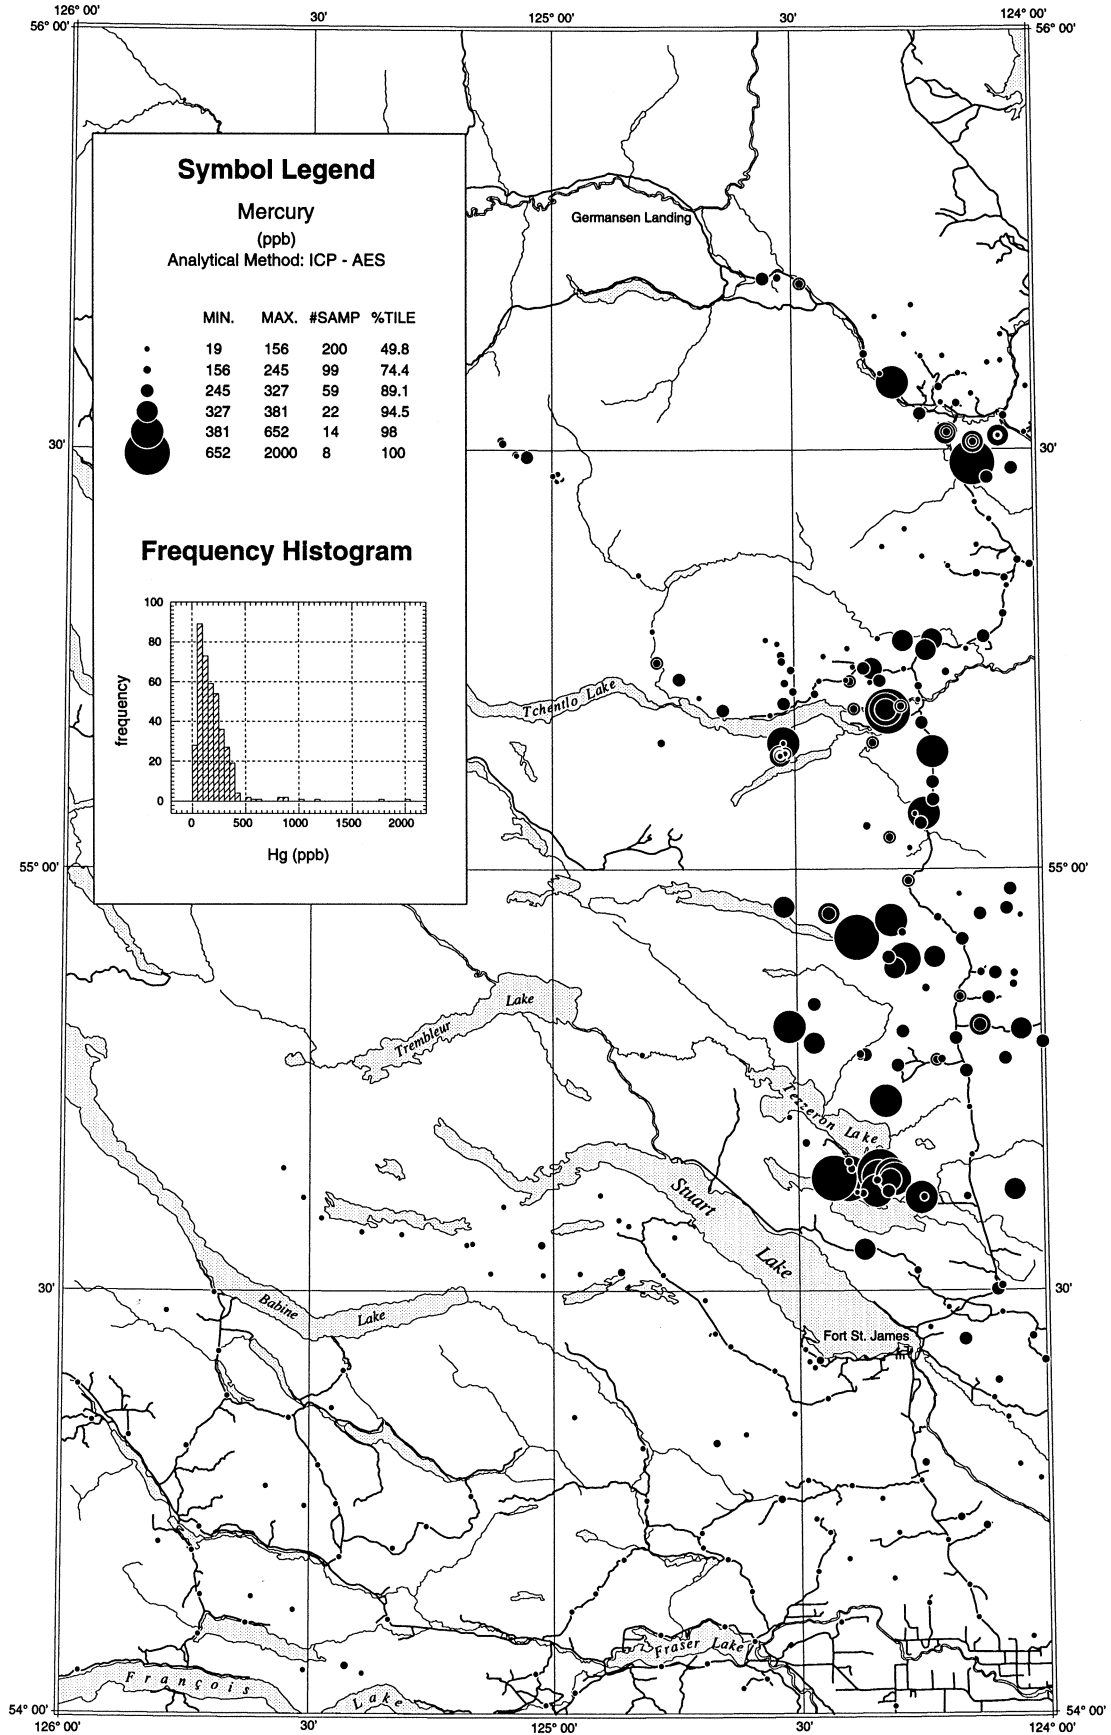 126° 00'
30'
125° 00'
30'
124° 00'
56° 00'
56° 00'
Symbol Legend
Mercury
(ppb)
Analytical Method: ICP - AES
MIN. MAX. #SAMP %TILE
19 156 200 49.8
156 245 99 74.4
245 327 59 89.1
327 381 22 94.5
381 652 14 98
652 2000 8 100
Germansen Landing
30'
30'
Frequency Histogram
100
80
60
40
20
0
frequency
0 500 1000 1500 2000
Hg (ppb)
Tchentlo Lake
55° 00'
55° 00'
Trembleur Lake
Tezzeron Lake
Stuart Lake
30'
30'
Babine Lake
Fort St. James
Fraser Lake
François Lake
54° 00'
54° 00'
126° 00'
30'
125° 00'
30'
124° 00'